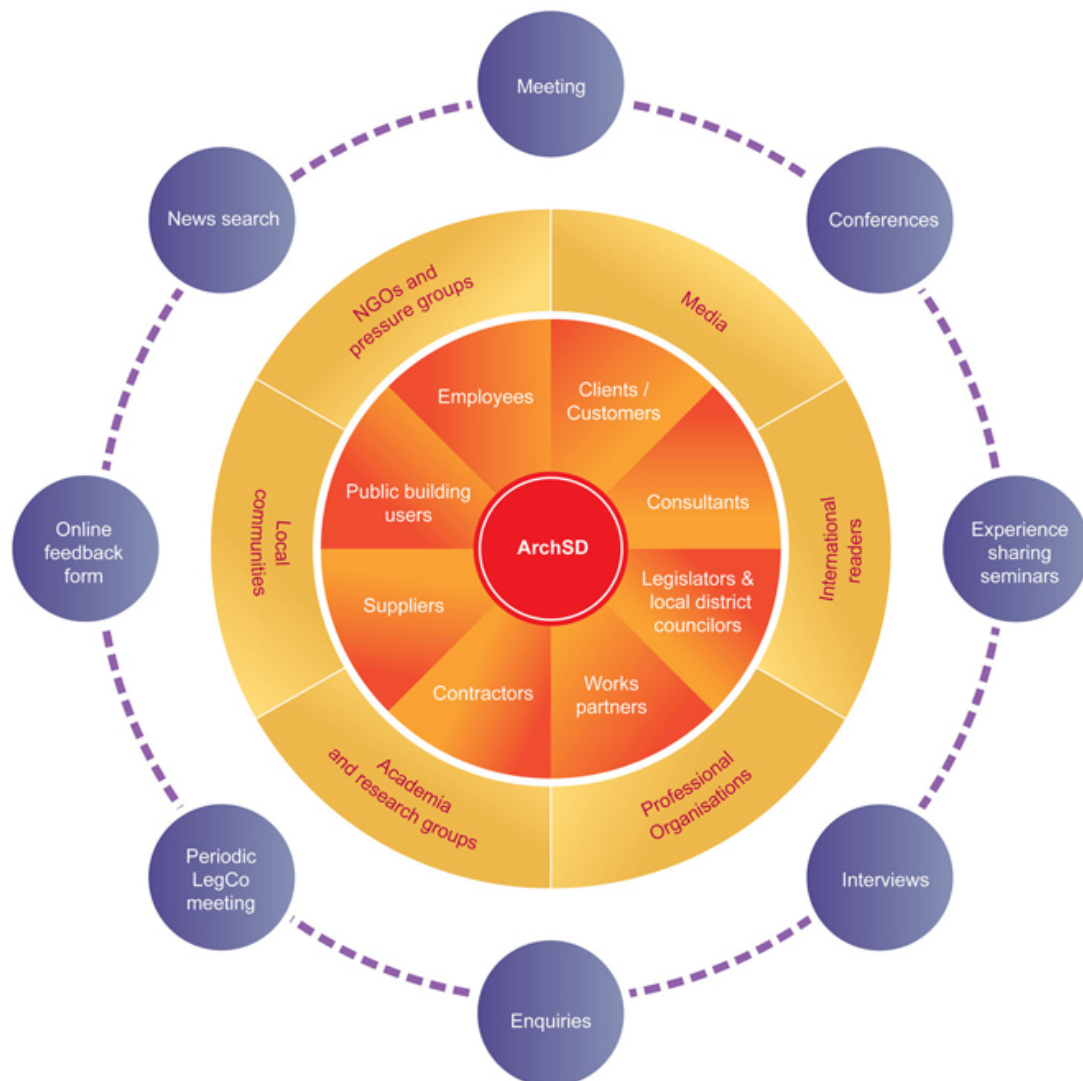 Meeting
News search
Conferences
NGOs and
pressure groups
Media
Employees
Clients /
Customers
Public building
users
Consultants
Local
communities
Online
feedback
form
ArchSD
International
readers
Experience
sharing
seminars
Suppliers
Legislators &
local district
councilors
Contractors
Works
partners
Academia
and research groups
Professional
Organisations
Periodic
LegCo
meeting
Interviews
Enquiries